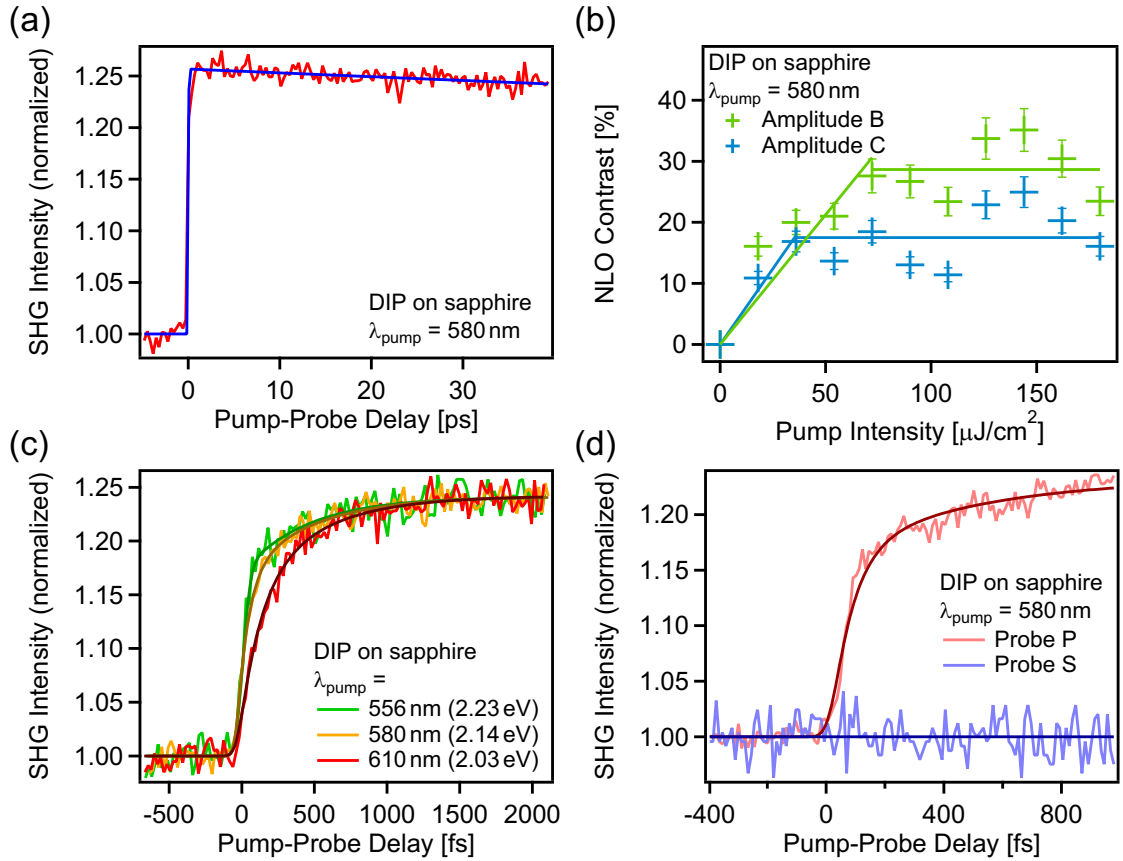 (a)
SHG Intensity (normalized)
1.25
1.20
1.15
1.10
1.05
1.00
DIP on sapphire
λpump = 580 nm
0
10
20
30
Pump-Probe Delay [ps]
(b)
NLO Contrast [%]
40
30
20
10
0
DIP on sapphire
λpump = 580 nm
Amplitude B
Amplitude C
0
50
100
150
Pump Intensity [µJ/cm²]
(c)
SHG Intensity (normalized)
1.25
1.20
1.15
1.10
1.05
1.00
DIP on sapphire
λpump =
556 nm (2.23 eV)
580 nm (2.14 eV)
610 nm (2.03 eV)
-500
0
500
1000
1500
2000
Pump-Probe Delay [fs]
(d)
SHG Intensity (normalized)
1.20
1.15
1.10
1.05
1.00
DIP on sapphire
λpump = 580 nm
Probe P
Probe S
-400
0
400
800
Pump-Probe Delay [fs]